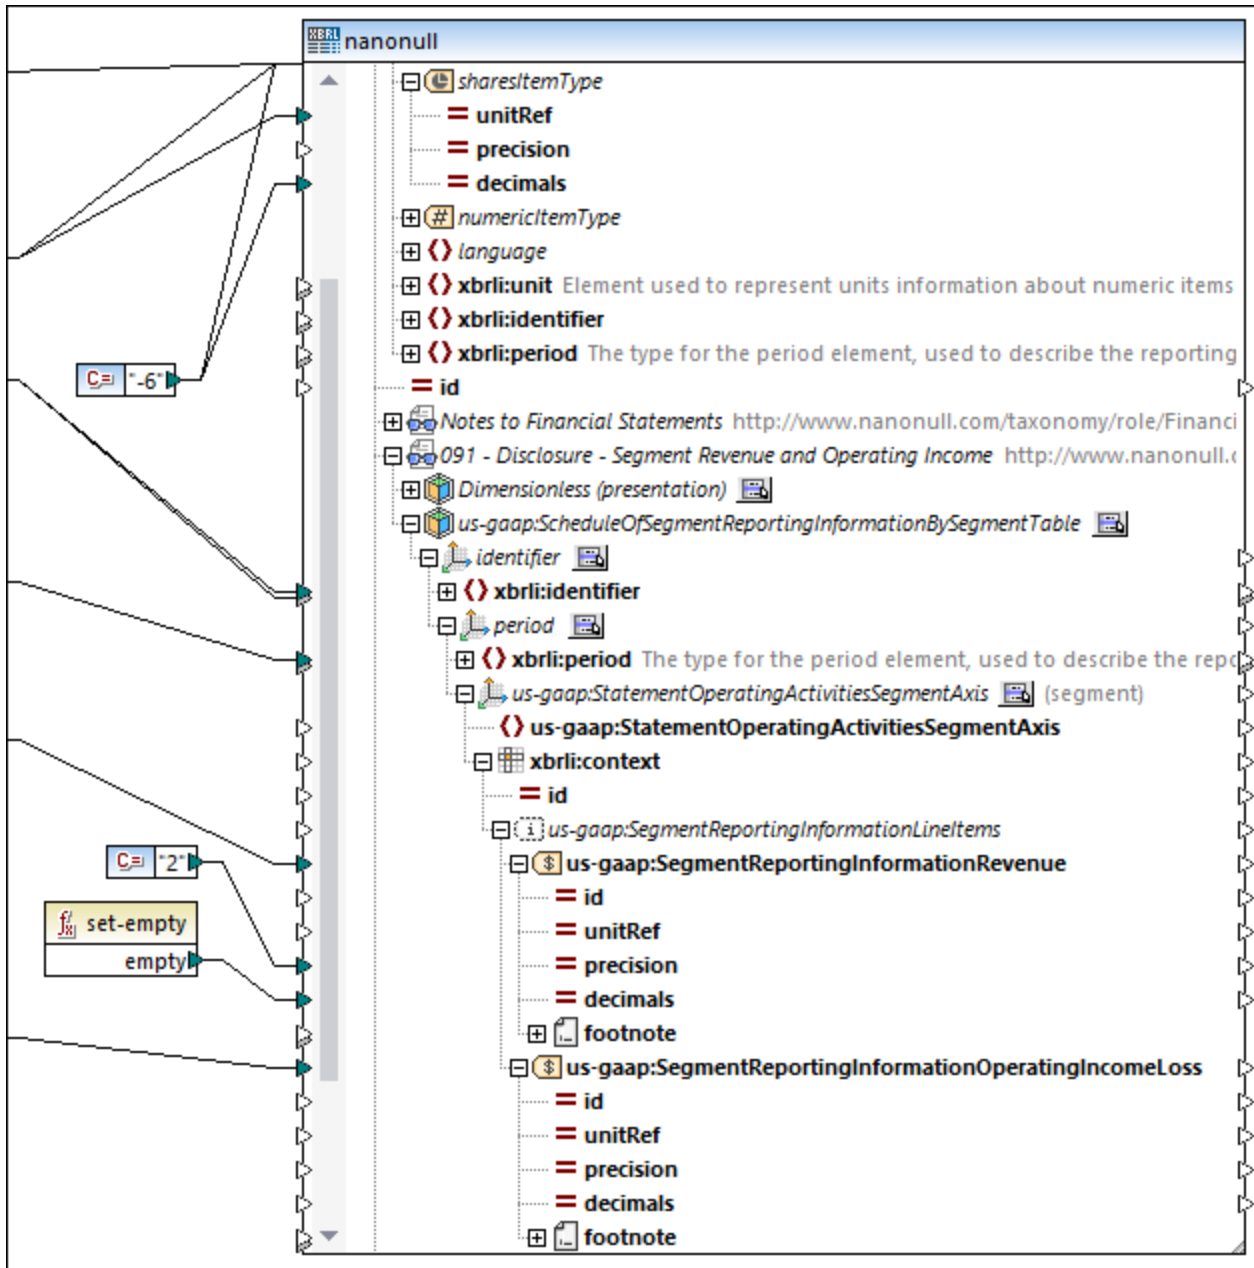 XBRL nanonull
sharesItemType
unitRef
precision
decimals
# numericItemType
language
xbrli:unit Element used to represent units information about numeric items
xbrli:identifier
xbrli:period The type for the period element, used to describe the reporting
C= "-6"
id
Notes to Financial Statements http://www.nanonull.com/taxonomy/role/Financi
091 - Disclosure - Segment Revenue and Operating Income http://www.nanonull.c
Dimensionless (presentation)
us-gaap:ScheduleOfSegmentReportingInformationBySegmentTable
identifier
xbrli:identifier
period
xbrli:period The type for the period element, used to describe the repo
us-gaap:StatementOperatingActivitiesSegmentAxis (segment)
us-gaap:StatementOperatingActivitiesSegmentAxis
xbrli:context
id
i us-gaap:SegmentReportingInformationLineItems
C= "2" $ us-gaap:SegmentReportingInformationRevenue
id
fx set-empty unitRef
empty precision
decimals
footnote
$ us-gaap:SegmentReportingInformationOperatingIncomeLoss
id
unitRef
precision
decimals
footnote